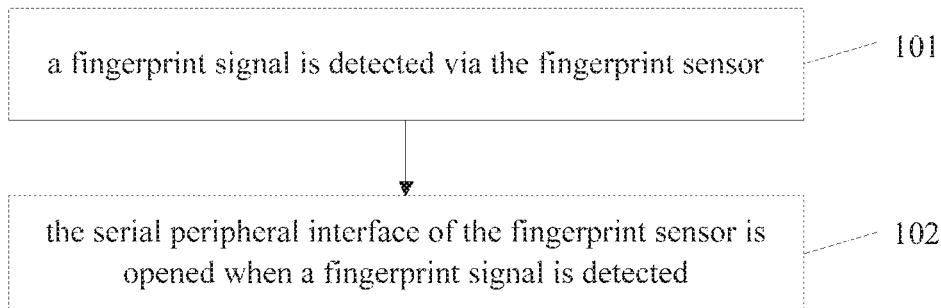 a fingerprint signal is detected via the fingerprint sensor
101
the serial peripheral interface of the fingerprint sensor is
opened when a fingerprint signal is detected
102